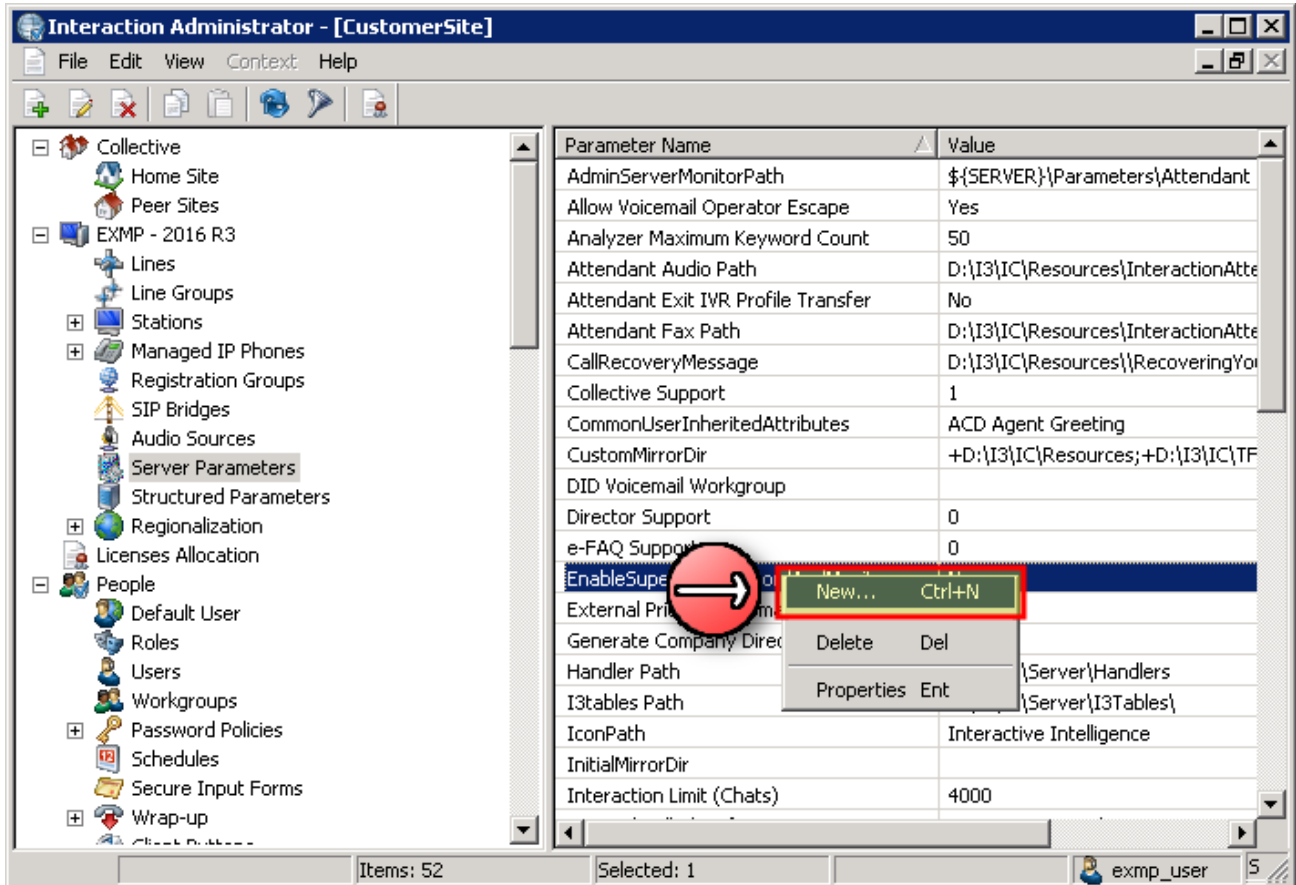 Interaction Administrator - [CustomerSite]
File Edit View Context Help
Collective
Home Site
Peer Sites
EXMP - 2016 R3
Lines
Line Groups
Stations
Managed IP Phones
Registration Groups
SIP Bridges
Audio Sources
Server Parameters
Structured Parameters
Regionalization
Licenses Allocation
People
Default User
Roles
Users
Workgroups
Password Policies
Schedules
Secure Input Forms
Wrap-up
Parameter Name Value
AdminServerMonitorPath ${SERVER}\Parameters\Attendant
Allow Voicemail Operator Escape Yes
Analyzer Maximum Keyword Count 50
Attendant Audio Path D:\I3\IC\Resources\InteractionAtte
Attendant Exit IVR Profile Transfer No
Attendant Fax Path D:\I3\IC\Resources\InteractionAtte
CallRecoveryMessage D:\I3\IC\Resources\\RecoveringYou
Collective Support 1
CommonUserInheritedAttributes ACD Agent Greeting
CustomMirrorDir +D:\I3\IC\Resources;+D:\I3\IC\TF
DID Voicemail Workgroup
Director Support 0
e-FAQ Support 0
EnableSupe
External Pri
Generate Company Direc
Handler Path \Server\Handlers
I3tables Path \Server\I3Tables\
IconPath Interactive Intelligence
InitialMirrorDir
Interaction Limit (Chats) 4000
New... Ctrl+N
Delete Del
Properties Ent
Items: 52 Selected: 1 exmp_user S